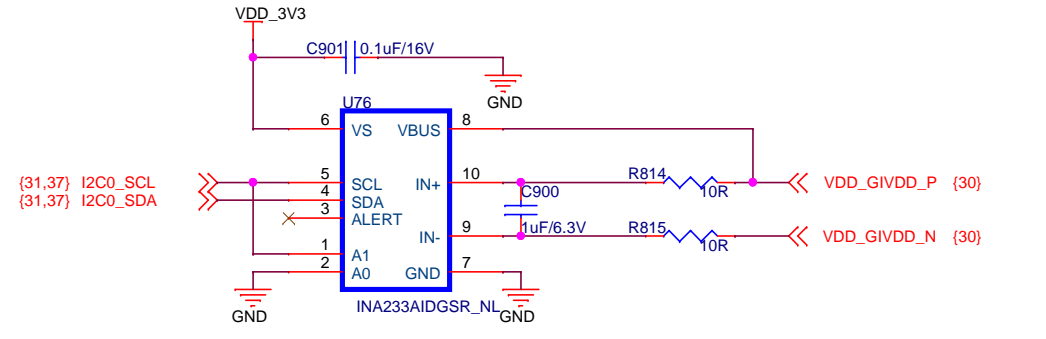 VDD_3V3
C901 0.1uF/16V
GND
U76
6 VS VBUS 8
{31,37} I2C0_SCL 5 SCL IN+ 10 R814 10R VDD_GIVDD_P {30}
{31,37} I2C0_SDA 4 SDA C900
3 ALERT 1uF/6.3V
IN- 9 R815 10R VDD_GIVDD_N {30}
1 A1
2 A0 GND 7
GND
INA233AIDGSR_NL
GND